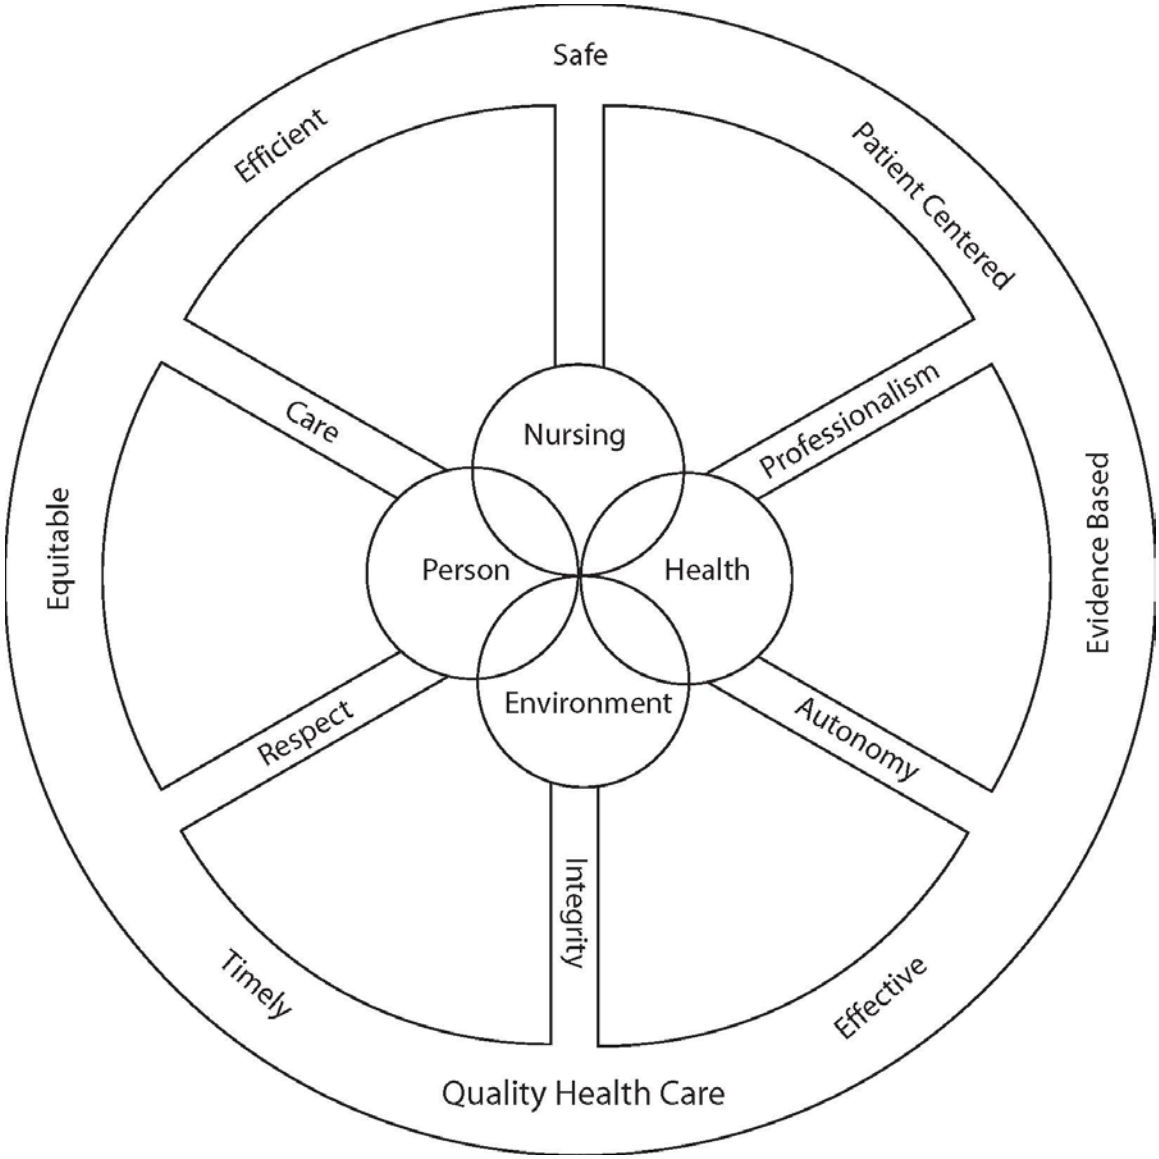 Safe
Efficient
Patient Centered
Care
Professionalism
Nursing
Equitable
Person
Health
Evidence Based
Environment
Respect
Autonomy
Integrity
Timely
Effective
Quality Health Care